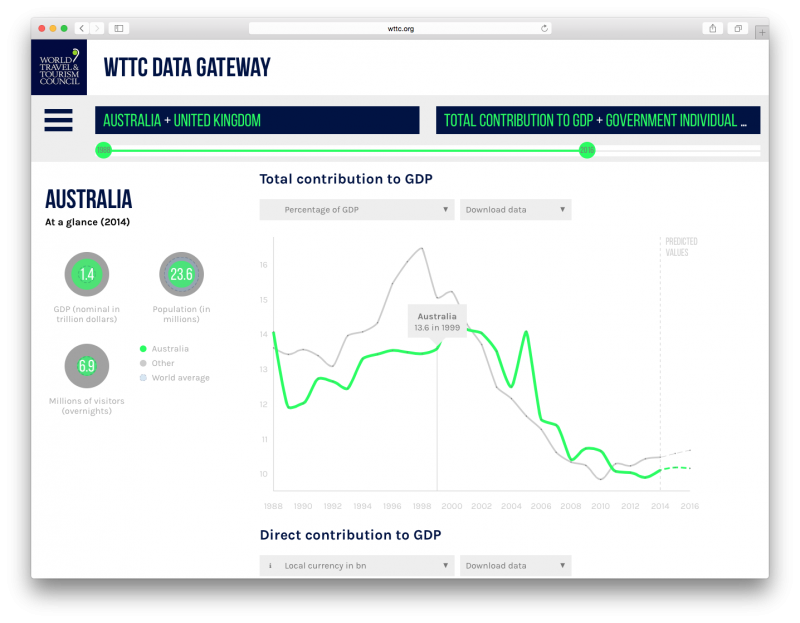 wttc.org
WORLD
TRAVEL &
TOURISM
COUNCIL
WTTC DATA GATEWAY
AUSTRALIA + UNITED KINGDOM
TOTAL CONTRIBUTION TO GDP + GOVERNMENT INDIVIDUAL ...
1988
AUSTRALIA
At a glance (2014)
1.4
23.6
GDP (nominal in
trillion dollars)
Population (in
millions)
6.9
Australia
Other
World average
Millions of visitors
(overnights)
Total contribution to GDP
Percentage of GDP
Download data
PREDICTED
VALUES
16
15
14
13
12
11
10
Australia
13.6 in 1999
1988 1990 1992 1994 1996 1998 2000 2002 2004 2006 2008 2010 2012 2014 2016
Direct contribution to GDP
i Local currency in bn
Download data